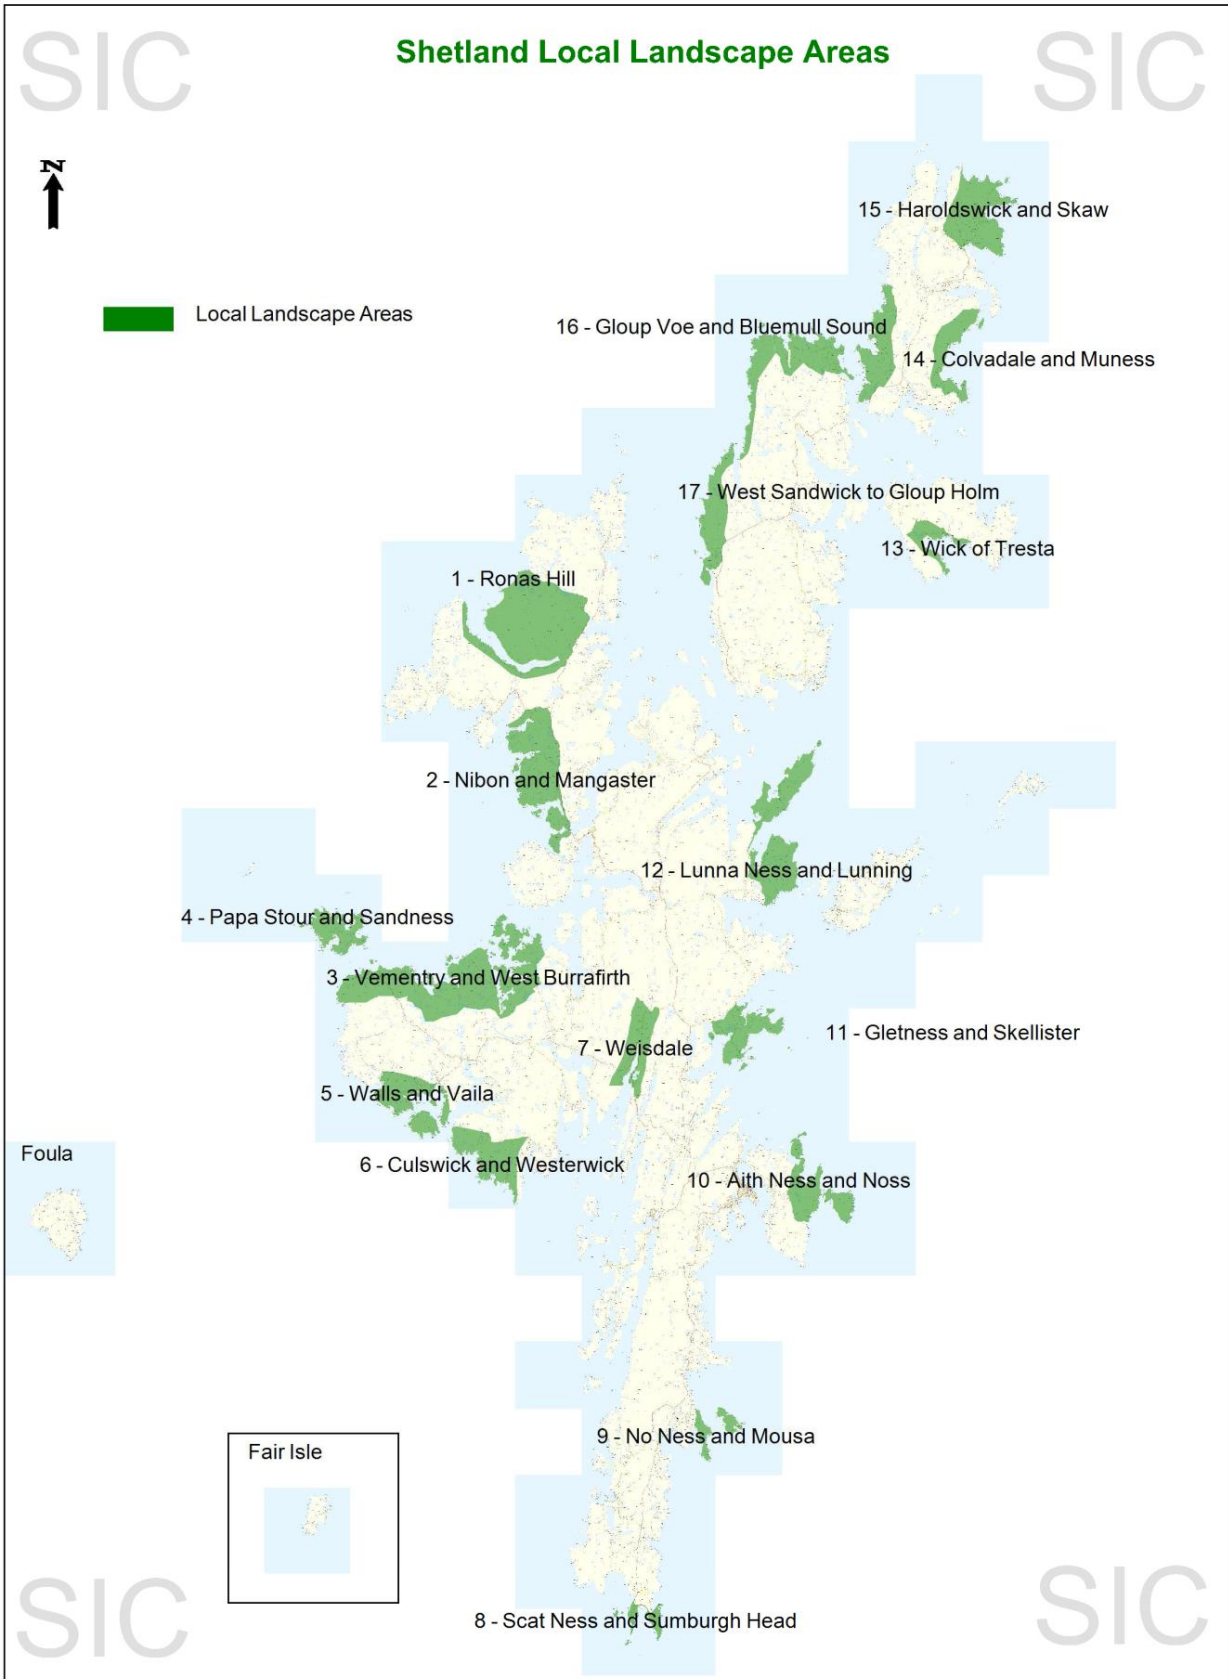 SIC
Shetland Local Landscape Areas
SIC
N
15 - Haroldswick and Skaw
Local Landscape Areas
16 - Gloup Voe and Bluemull Sound
14 - Colvadale and Muness
17 - West Sandwick to Gloup Holm
13 - Wick of Tresta
1 - Ronas Hill
2 - Nibon and Mangaster
12 - Lunna Ness and Lunning
4 - Papa Stour and Sandness
3 - Vementry and West Burrafirth
11 - Gletness and Skellister
7 - Weisdale
5 - Walls and Vaila
Foula
6 - Culswick and Westerwick
10 - Aith Ness and Noss
9 - No Ness and Mousa
Fair Isle
8 - Scat Ness and Sumburgh Head
SIC
SIC